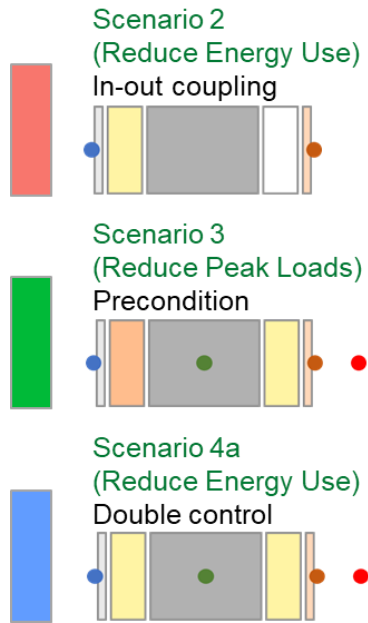 Scenario 2
(Reduce Energy Use)
In-out coupling
Scenario 3
(Reduce Peak Loads)
Precondition
Scenario 4a
(Reduce Energy Use)
Double control